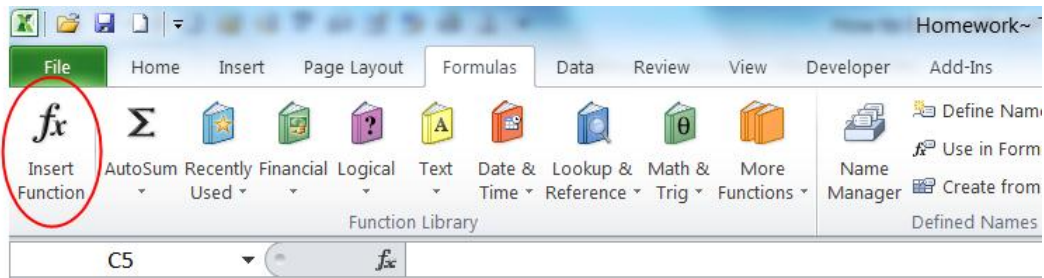 Homework~
File Home Insert Page Layout Formulas Data Review View Developer Add-Ins
fx Σ ? A θ Define Name
Insert AutoSum Recently Financial Logical Text Date & Lookup & Math & More Name fx Use in Form
Function Used Time Reference Trig Functions Manager Create from
Function Library Defined Names
C5 fx